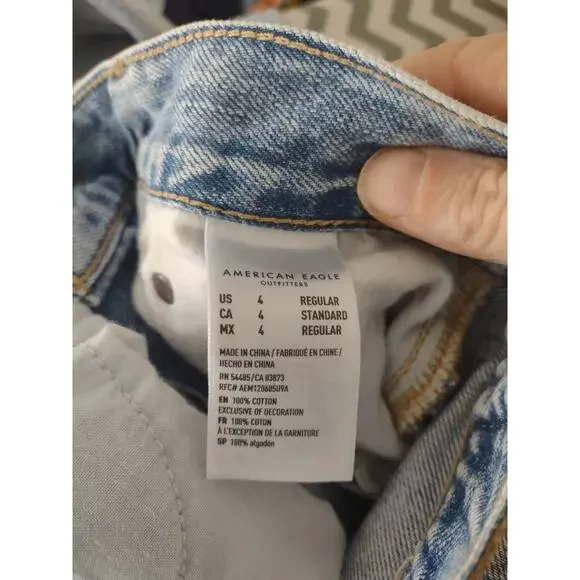 AMERICAN EAGLE
OUTFITTERS
US 4 REGULAR
CA 4 STANDARD
MX 4 REGULAR
MADE IN CHINA / FABRIQUÉ EN CHINE /
HECHO EN CHINA
RN 54485/CA 03873
RFC# AEM120605U9A
EN 100% COTTON
EXCLUSIVE OF DECORATION
FR 100% COTON
À L'EXCEPTION DE LA GARNITURE
SP 100% algodón